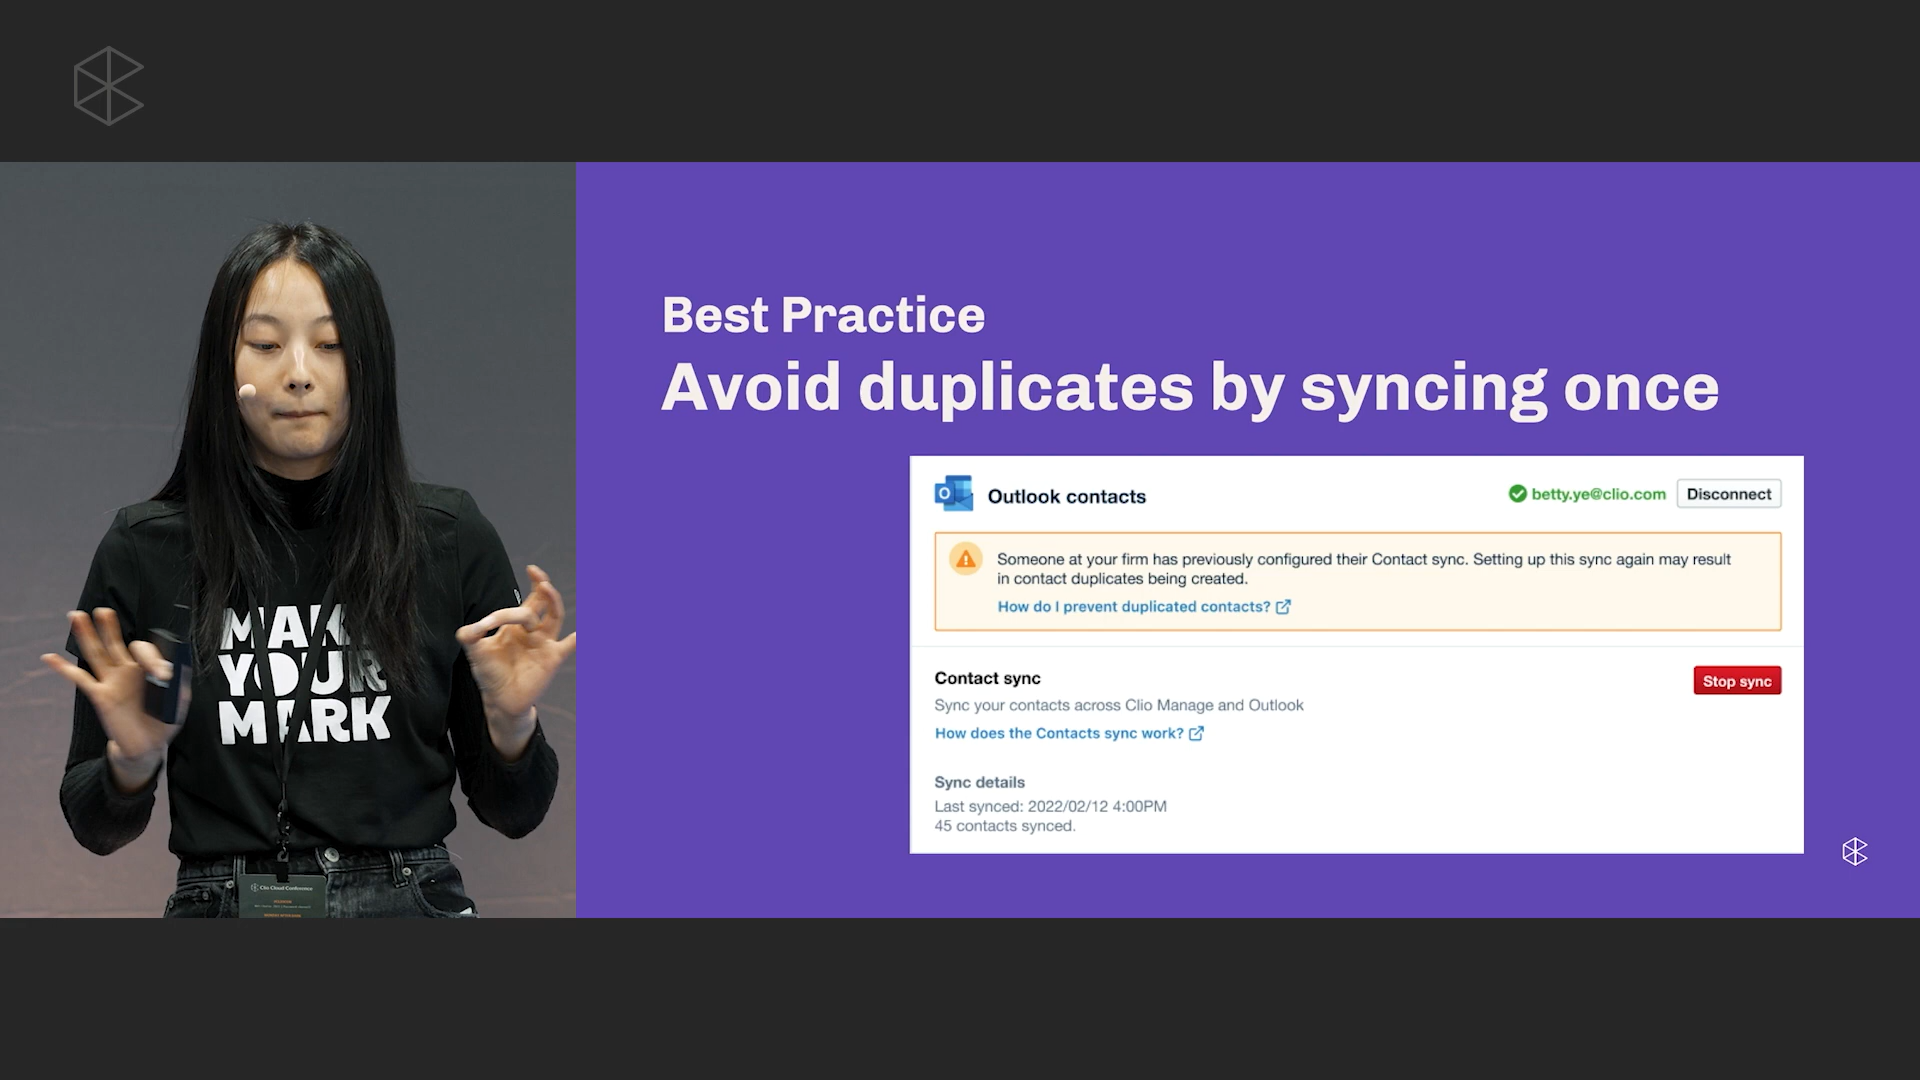 MAK
YOUR
MARK
Clio Cloud Conference
Best Practice
Avoid duplicates by syncing once
Outlook contacts
betty.ye@clio.com
Disconnect
Someone at your firm has previously configured their Contact sync. Setting up this sync again may result
in contact duplicates being created.
How do I prevent duplicated contacts?
Contact sync
Stop sync
Sync your contacts across Clio Manage and Outlook
How does the Contacts sync work?
Sync details
Last synced: 2022/02/12 4:00PM
45 contacts synced.